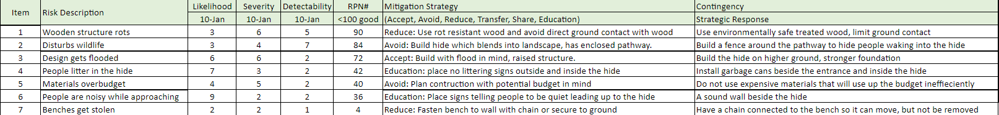 Item Risk Description Likelihood Severity Detectability RPN# Mitigation Strategy Contingency
10-Jan 10-Jan 10-Jan <100 good (Accept, Avoid, Reduce, Transfer, Share, Education) Strategic Response
1 Wooden structure rots 3 6 5 90 Reduce: Use rot resistant wood and avoid direct ground contact with wood Use environmentally safe treated wood, limit ground contact
2 Disturbs wildlife 3 4 7 84 Avoid: Build hide which blends into landscape, has enclosed pathway. Build a fence around the pathway to hide people waking into the hide
3 Design gets flooded 6 6 2 72 Accept: Build with flood in mind, raised structure. Build the hide on higher ground, stronger foundation
4 People litter in the hide 7 3 2 42 Education: place no littering signs outside and inside the hide Install garbage cans beside the entrance and inside the hide
5 Materials overbudget 4 5 2 40 Avoid: Plan contruction with potential budget in mind Do not use expensive materials that will use up the budget ineffieciently
6 People are noisy while approaching 9 2 2 36 Education: Place signs telling people to be quiet leading up to the hide A sound wall beside the hide
7 Benches get stolen 2 2 1 4 Reduce: Fasten bench to wall with chain or secure to ground Have a chain connected to the bench so it can move, but not be removed